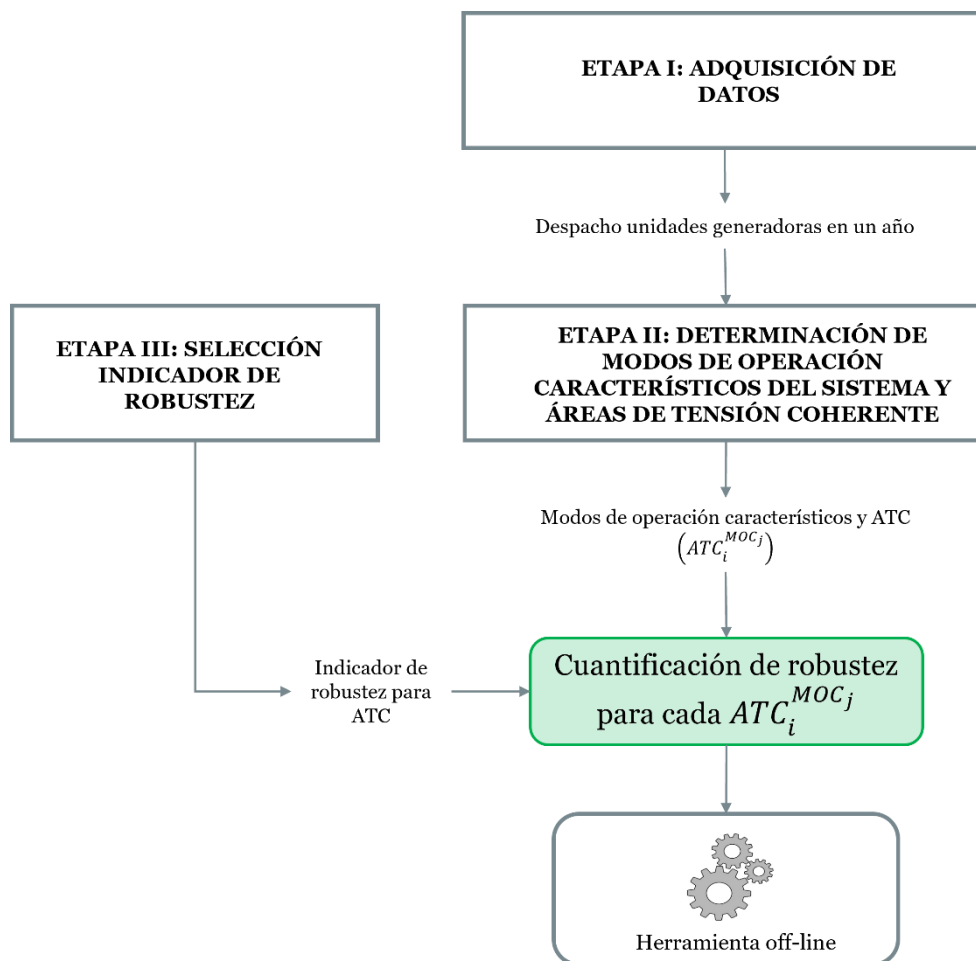 ETAPA I: ADQUISICIÓN DE
DATOS
Despacho unidades generadoras en un año
ETAPA III: SELECCIÓN
INDICADOR DE
ROBUSTEZ
ETAPA II: DETERMINACIÓN DE
MODOS DE OPERACIÓN
CARACTERÍSTICOS DEL SISTEMA Y
ÁREAS DE TENSIÓN COHERENTE
Modos de operación característicos y ATC
(ATC_i^{MOC_j})
Indicador de
robustez para
ATC
Cuantificación de robustez
para cada ATC_i^{MOC_j}
Herramienta off-line